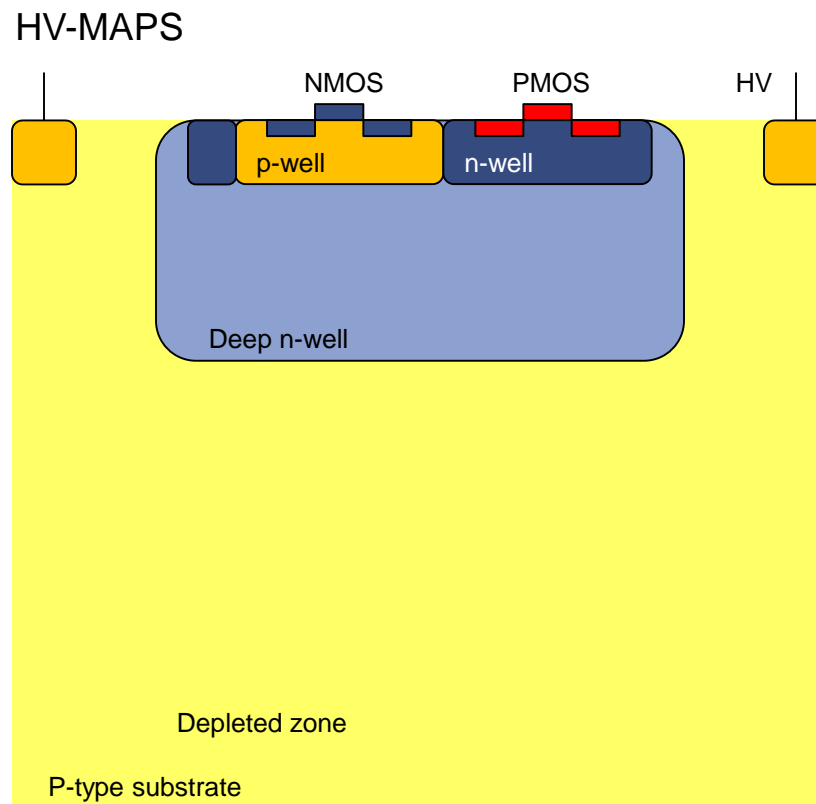 HV-MAPS
NMOS
PMOS
HV
p-well
n-well
Deep n-well
Depleted zone
P-type substrate